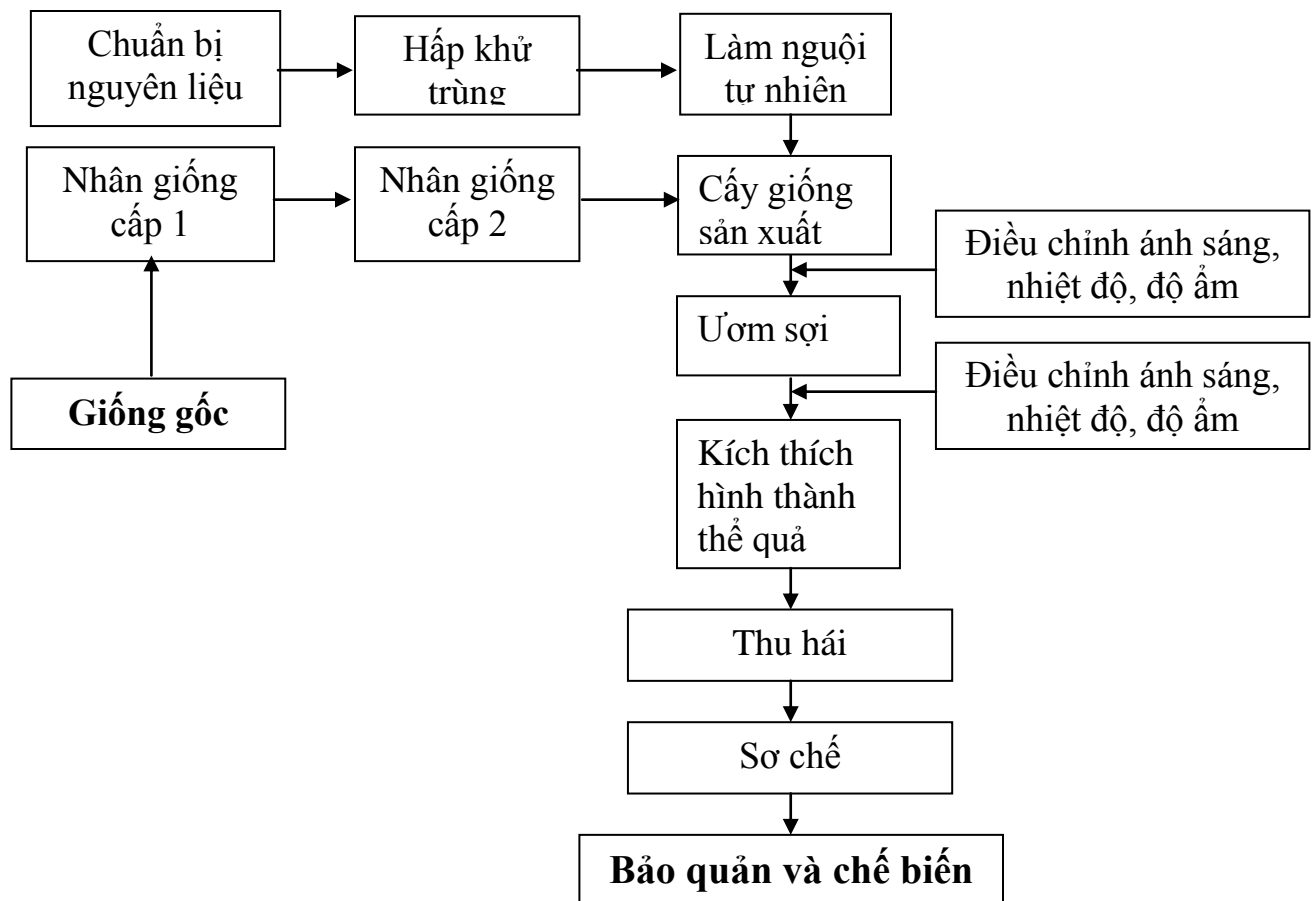 Chuẩn bị
nguyên liệu
Hấp khử
trùng
Làm nguội
tự nhiên
Nhân giống
cấp 1
Nhân giống
cấp 2
Cấy giống
sản xuất
Điều chỉnh ánh sáng,
nhiệt độ, độ ẩm
Ươm sợi
Điều chỉnh ánh sáng,
nhiệt độ, độ ẩm
Giống gốc
Kích thích
hình thành
thể quả
Thu hái
Sơ chế
Bảo quản và chế biến